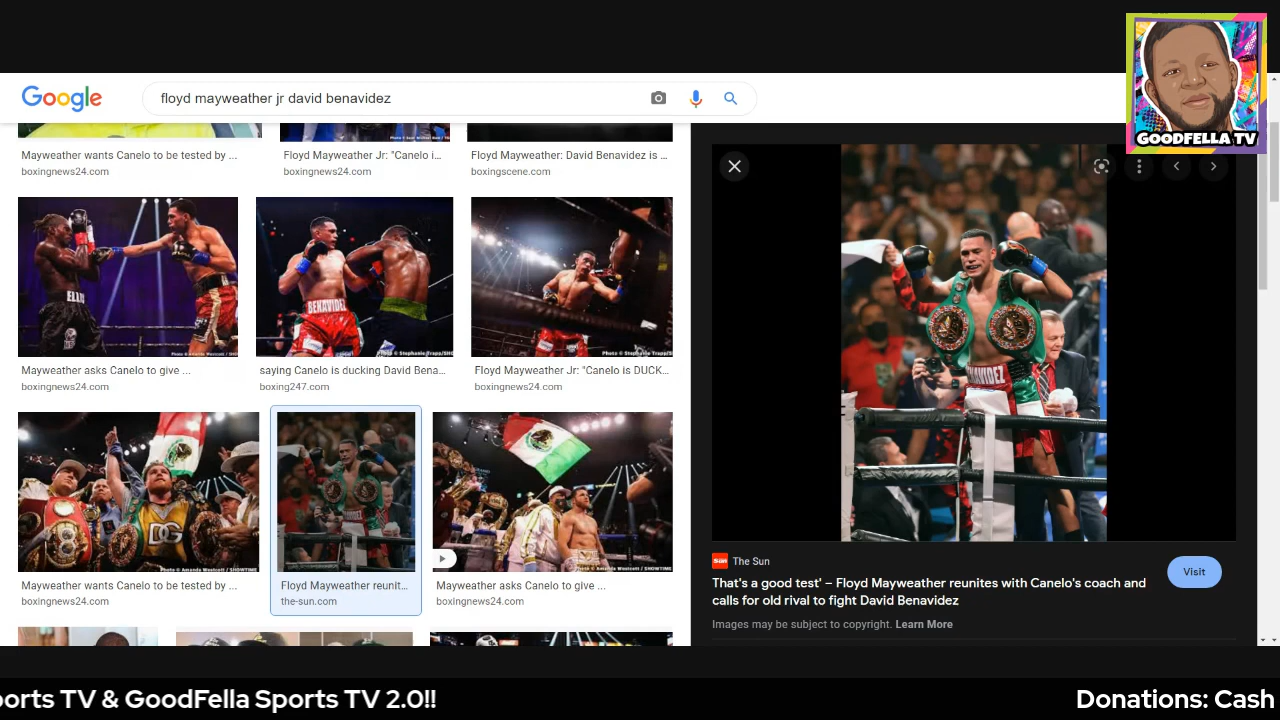 GOODFELLA TV
Google
floyd mayweather jr david benavidez
Mayweather wants Canelo to be tested by ...
boxingnews24.com
Floyd Mayweather Jr: "Canelo i...
boxingnews24.com
Floyd Mayweather: David Benavidez is ...
boxingscene.com
ELLIS
BENAVIDEZ
Mayweather asks Canelo to give ...
boxingnews24.com
saying Canelo is ducking David Bena...
boxing247.com
Floyd Mayweather Jr: "Canelo is DUCK...
boxingnews24.com
DG
Mayweather wants Canelo to be tested by ...
boxingnews24.com
Floyd Mayweather reunit...
the-sun.com
Mayweather asks Canelo to give ...
boxingnews24.com
Sun The Sun
That's a good test' – Floyd Mayweather reunites with Canelo's coach and
calls for old rival to fight David Benavidez
Visit
Images may be subject to copyright. Learn More
ports TV & GoodFella Sports TV 2.0!!
Donations: Cash